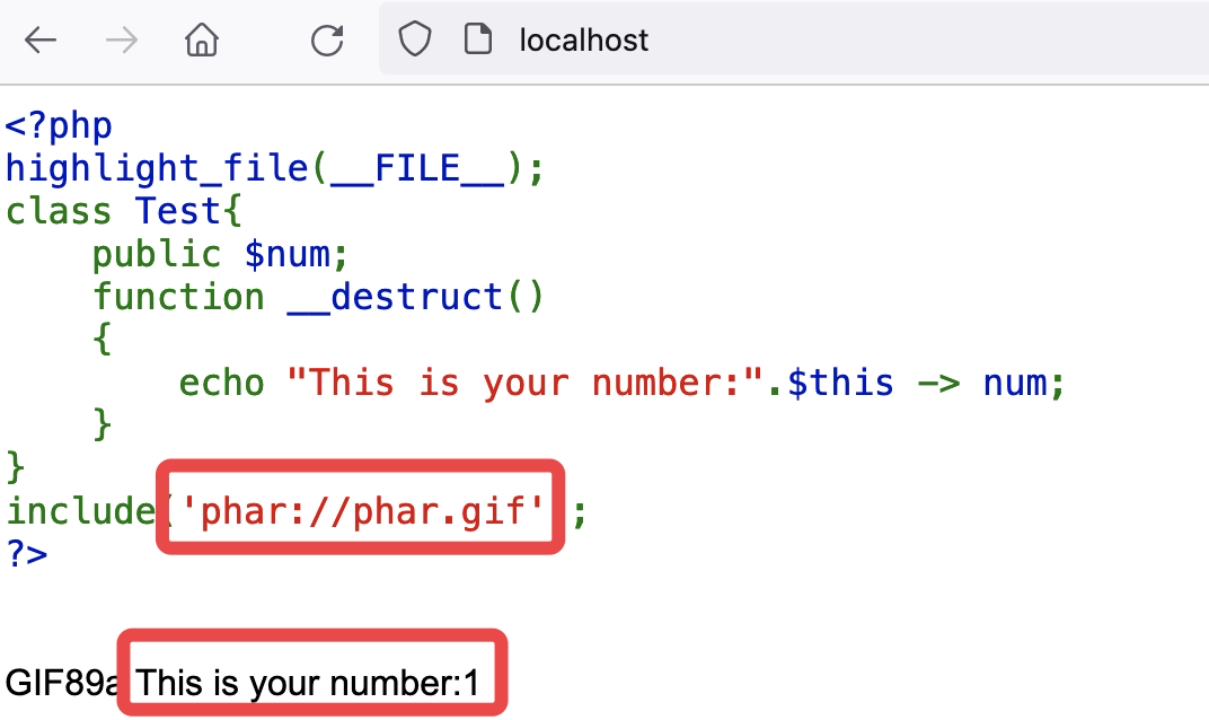 localhost
<?php
highlight_file(__FILE__);
class Test{
    public $num;
    function __destruct()
    {
        echo "This is your number:".$this -> num;
    }
}
include('phar://phar.gif' ;
?>
GIF89a This is your number:1